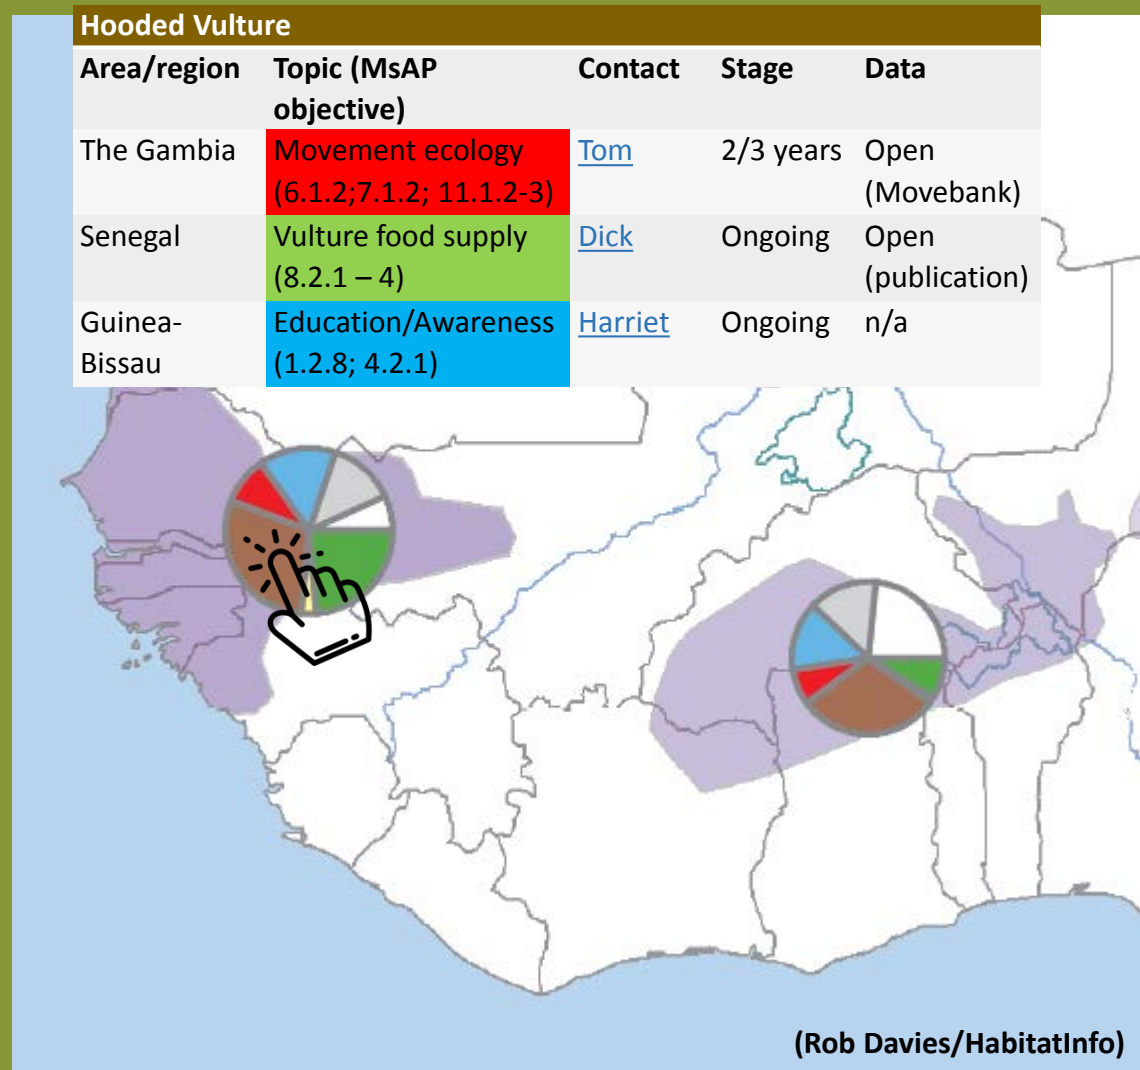 Hooded Vulture
Area/region Topic (MsAP Contact Stage Data
objective)
The Gambia Movement ecology Tom 2/3 years Open
(6.1.2;7.1.2; 11.1.2-3) (Movebank)
Senegal Vulture food supply Dick Ongoing Open
(8.2.1 – 4) (publication)
Guinea- Education/Awareness Harriet Ongoing n/a
Bissau (1.2.8; 4.2.1)
(Rob Davies/HabitatInfo)